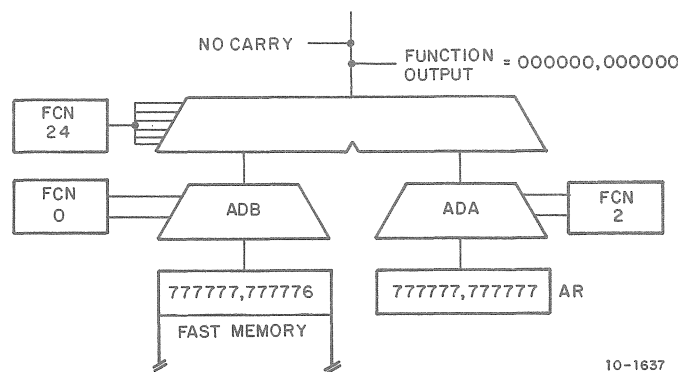 NO CARRY
FUNCTION
OUTPUT
= 000000,000000
FCN
24
FCN
0
ADB
ADA
FCN
2
777777,777776
777777,777777
AR
FAST MEMORY
10-1637